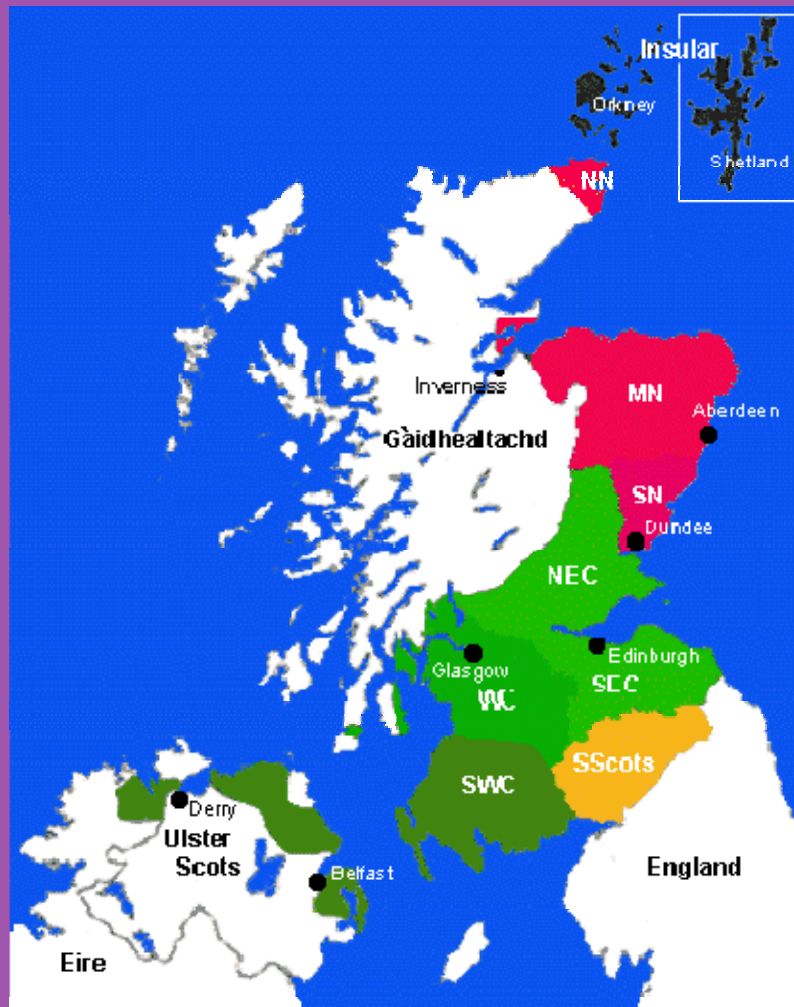 Insular
Orkney
Shetland
NN
Inverness
MN
Aberdeen
Gàidhealtachd
SN
Dundee
NEC
Edinburgh
Glasgow
SEC
WC
SScots
SWC
Derry
Ulster
Scots
England
Belfast
Eire